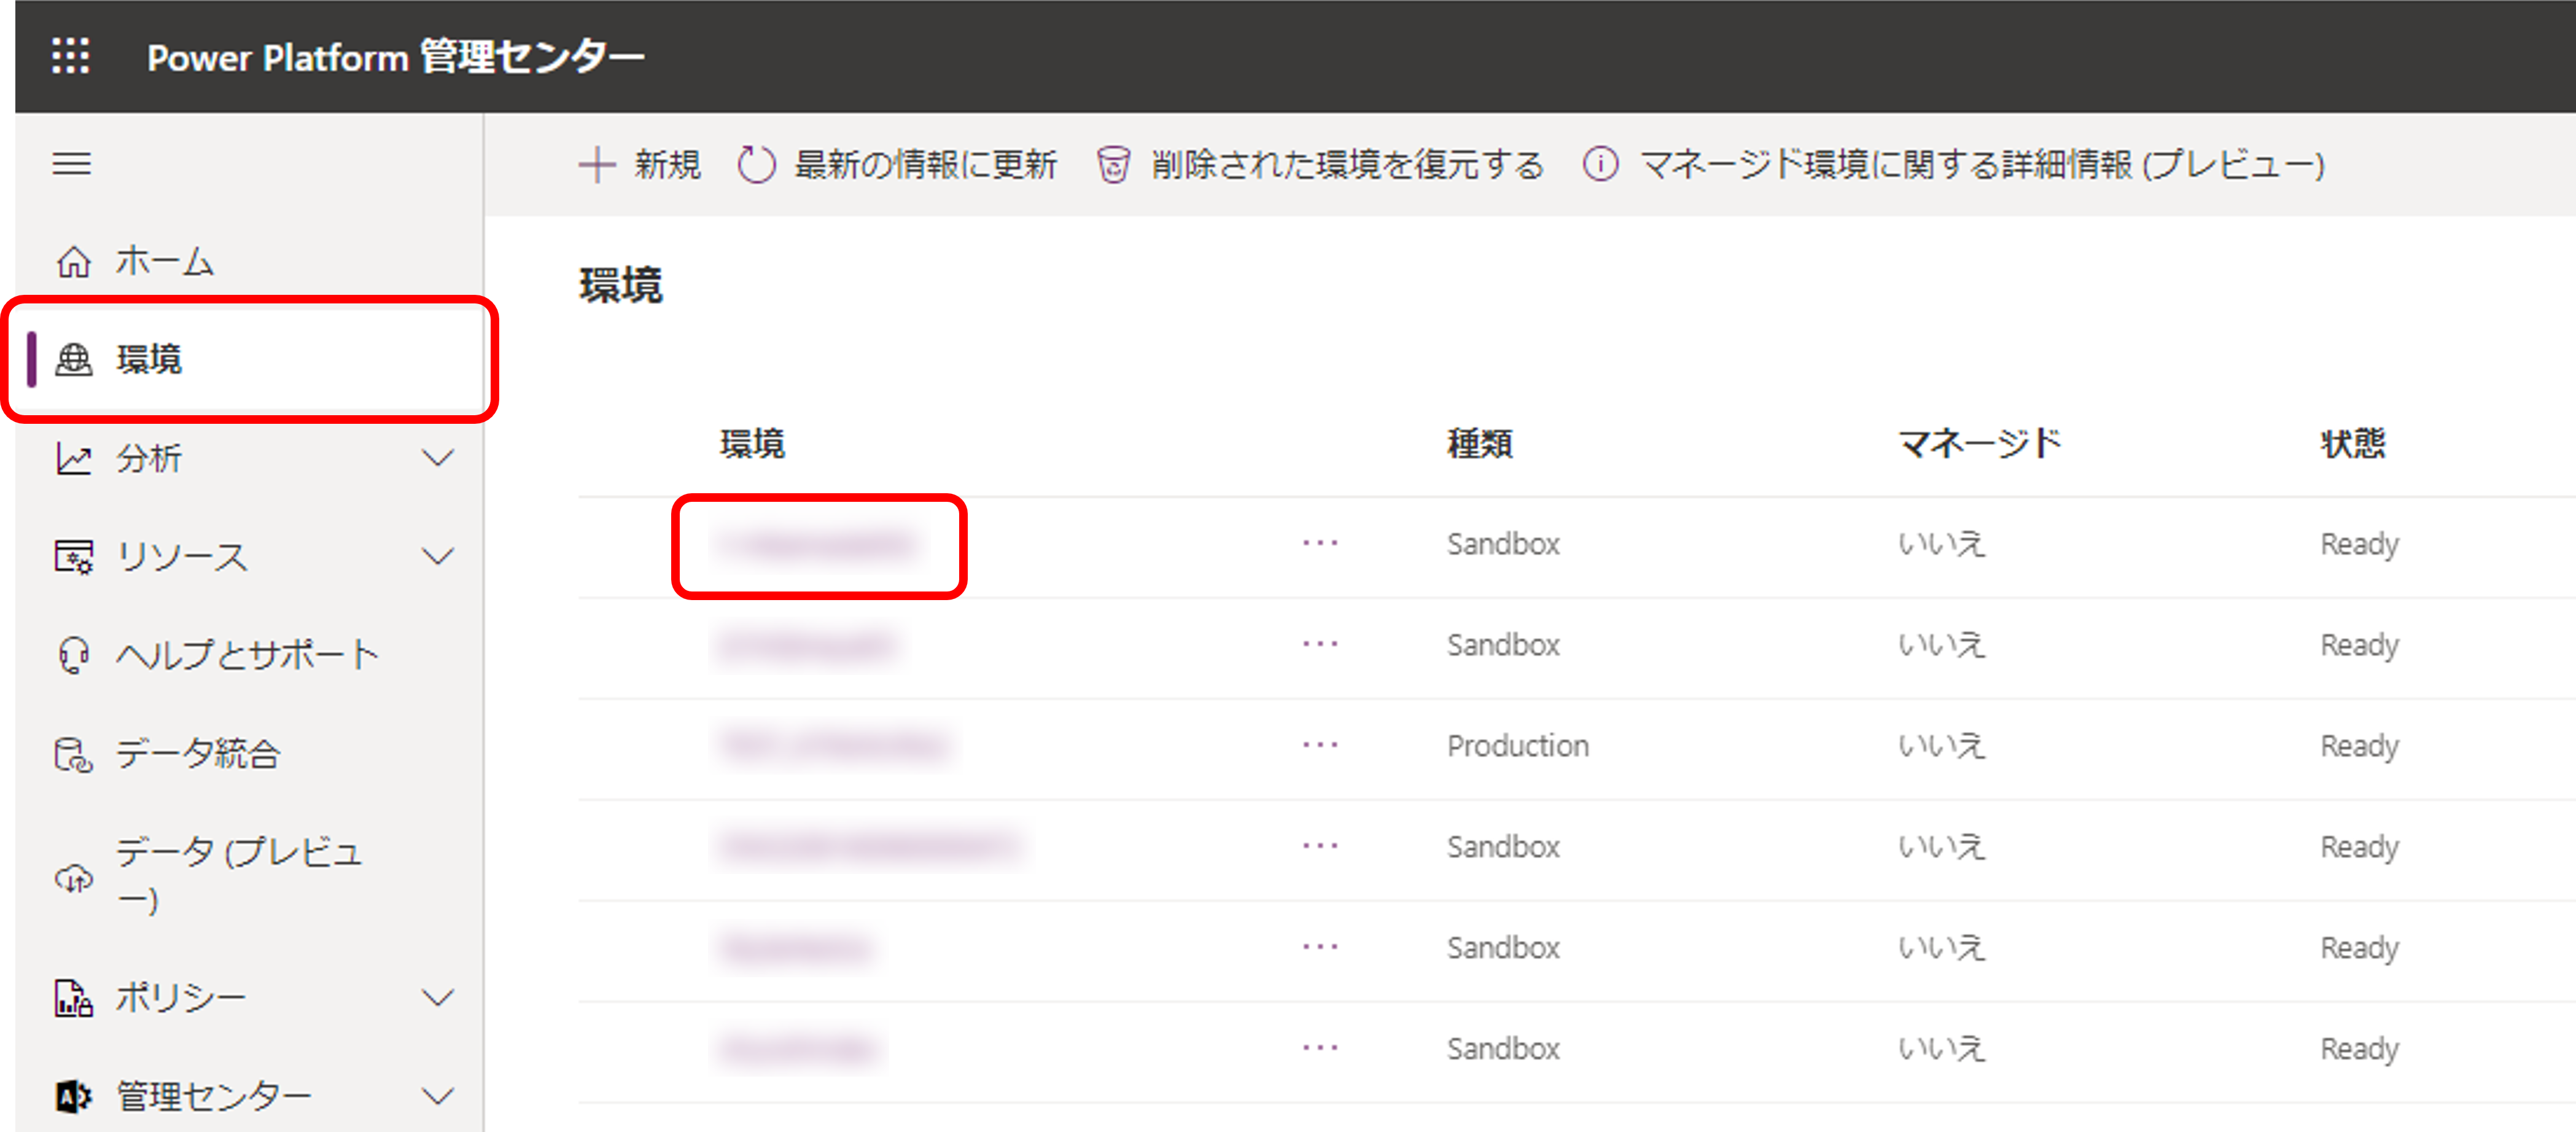 Power Platform 管理センター
新規 最新の情報に更新 削除された環境を復元する マネージド環境に関する詳細情報 (プレビュー)
ホーム
環境
分析
リソース
ヘルプとサポート
データ統合
データ (プレビュ
ー)
ポリシー
管理センター
環境
環境 種類 マネージド 状態
Sandbox いいえ Ready
Sandbox いいえ Ready
Production いいえ Ready
Sandbox いいえ Ready
Sandbox いいえ Ready
Sandbox いいえ Ready